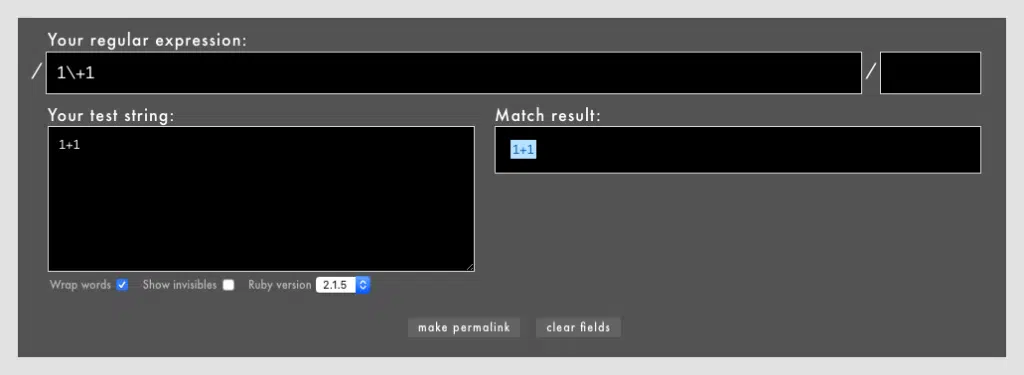 Your regular expression:
/ 1\+1 /
Your test string:
Match result:
1+1
1+1
Wrap words Show invisibles Ruby version 2.1.5
make permalink clear fields